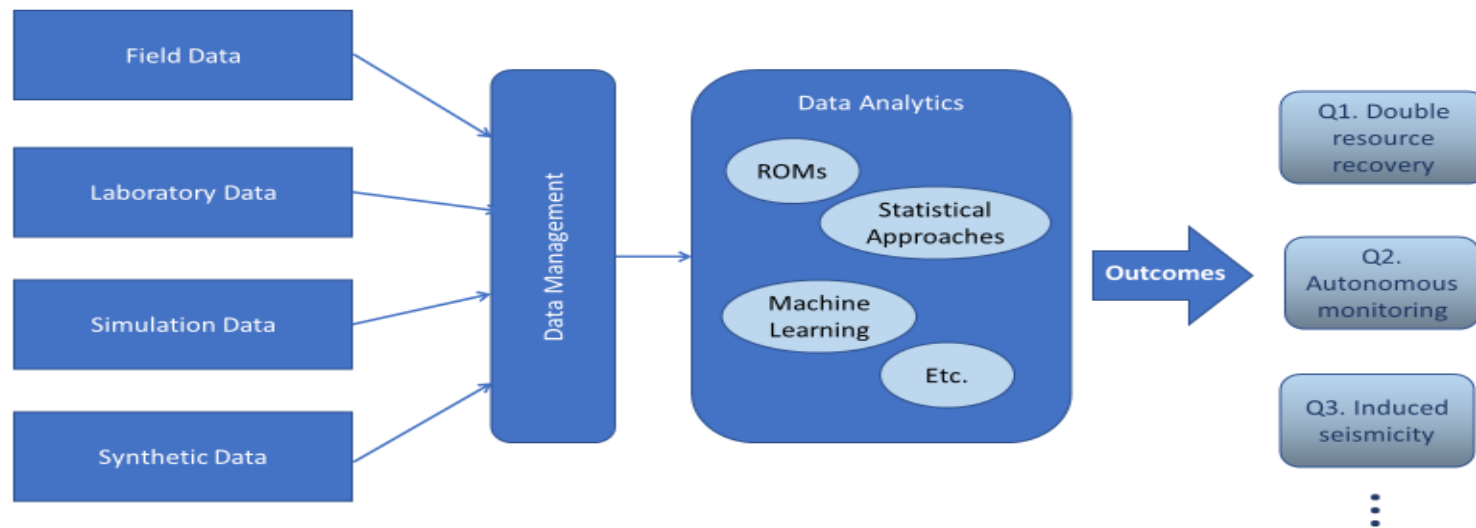 Field Data
Laboratory Data
Simulation Data
Synthetic Data
Data Management
Data Analytics
ROMs
Statistical
Approaches
Machine
Learning
Etc.
Outcomes
Q1. Double
resource
recovery
Q2.
Autonomous
monitoring
Q3. Induced
seismicity